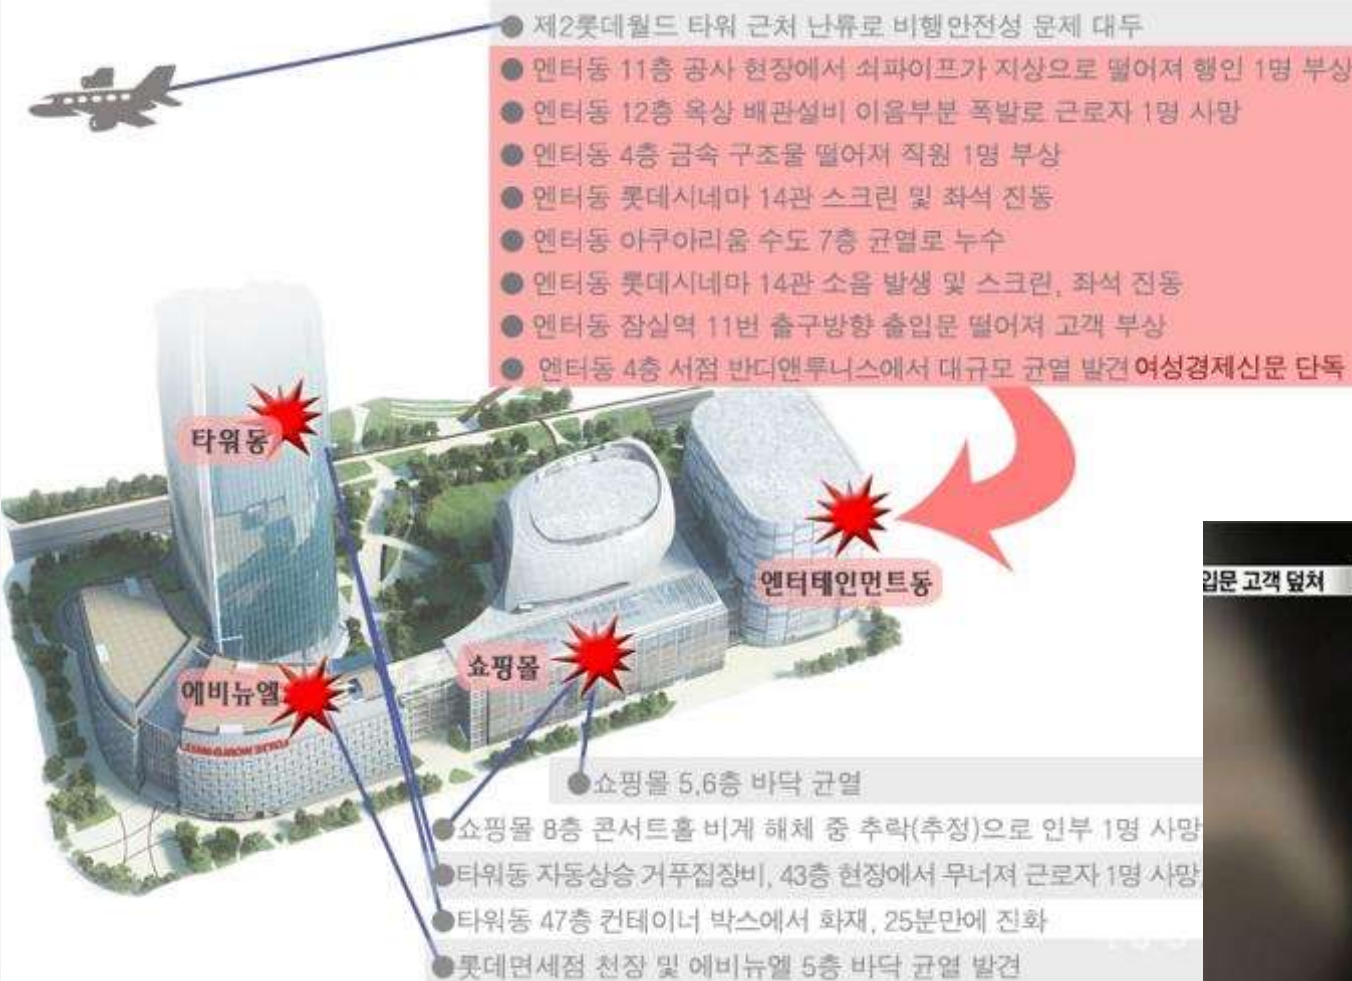 ● 제2롯데월드 타워 근처 난류로 비행안전성 문제 대두
● 엔터동 11층 공사 현장에서 쇠파이프가 지상으로 떨어져 행인 1명 부상
● 엔터동 12층 옥상 배관설비 이음부분 폭발로 근로자 1명 사망
● 엔터동 4층 금속 구조물 떨어져 직원 1명 부상
● 엔터동 롯데시네마 14관 스크린 및 좌석 진동
● 엔터동 아쿠아리움 수도 7층 균열로 누수
● 엔터동 롯데시네마 14관 소음 발생 및 스크린, 좌석 진동
● 엔터동 잠실역 11번 출구방향 출입문 떨어져 고객 부상
● 엔터동 4층 서점 반디앤루니스에서 대규모 균열 발견 여성경제신문 단독
타워동
엔터테인먼트동
입문 고객 덮쳐
쇼핑몰
에비뉴엘
●쇼핑몰 5,6층 바닥 균열
●쇼핑몰 8층 콘서트홀 비계 해체 중 추락(추정)으로 인부 1명 사망
●타워동 자동상승 거푸집장비, 43층 현장에서 무너져 근로자 1명 사망,
●타워동 47층 컨테이너 박스에서 화재, 25분만에 진화
●롯데면세점 천장 및 에비뉴엘 5층 바닥 균열 발견